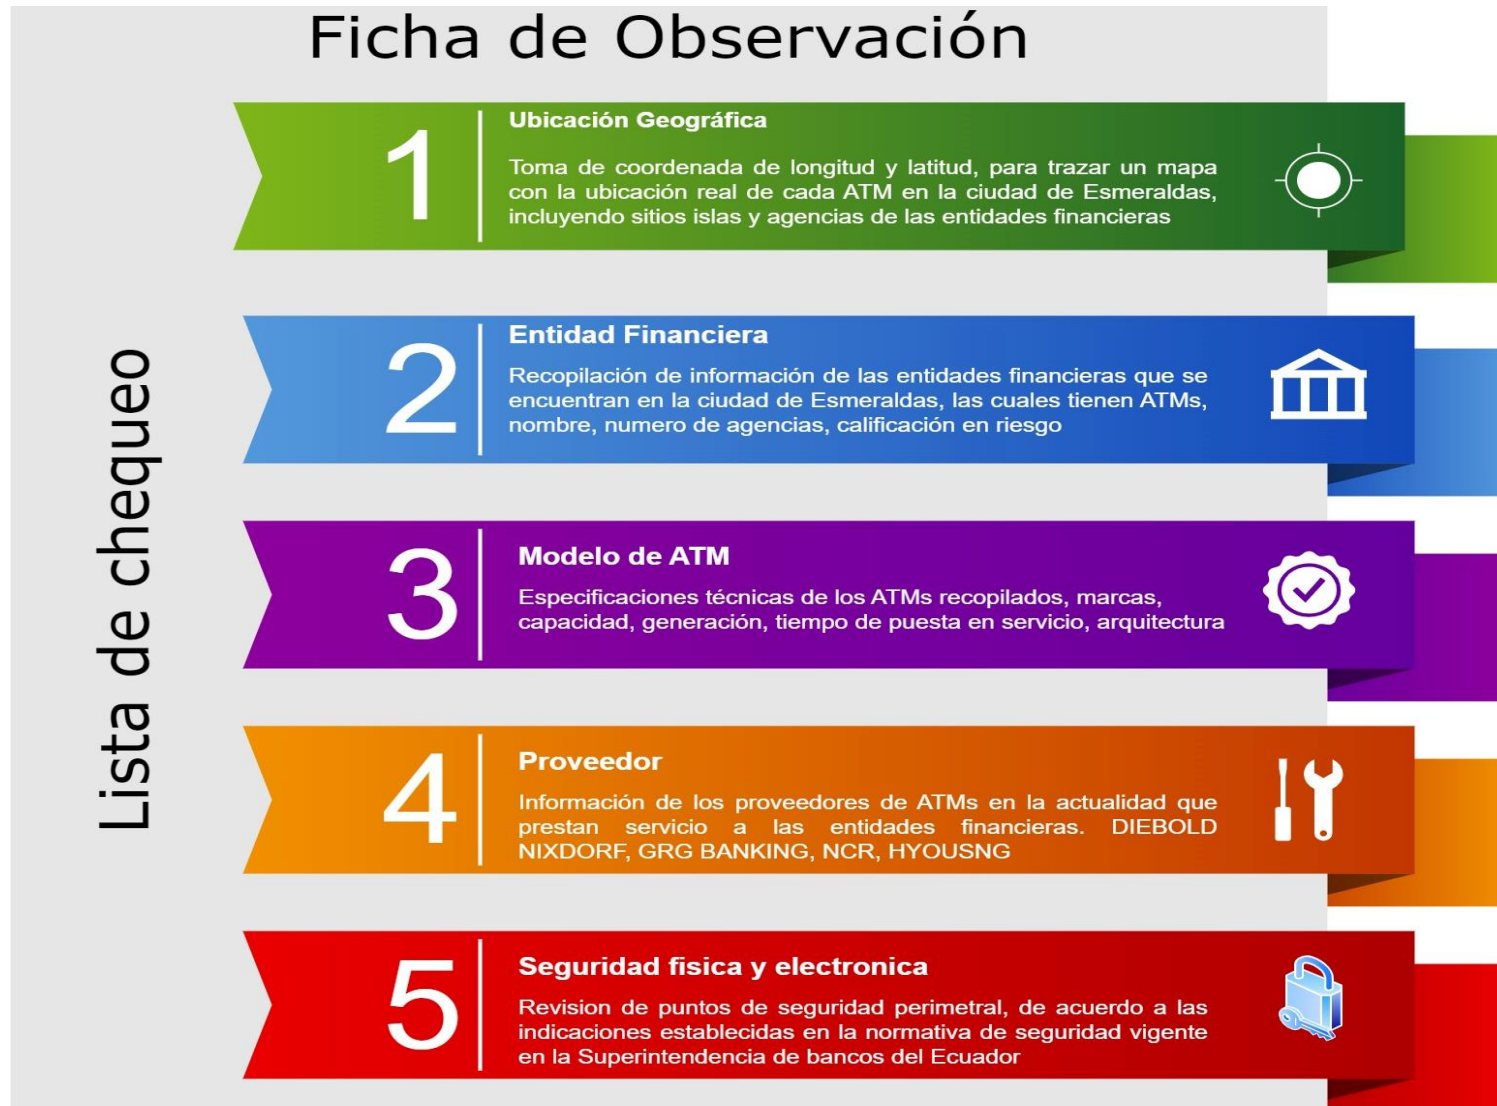 Ficha de Observación
Lista de chequeo
1
Ubicación Geográfica
Toma de coordenada de longitud y latitud, para trazar un mapa
con la ubicación real de cada ATM en la ciudad de Esmeraldas,
incluyendo sitios islas y agencias de las entidades financieras
2
Entidad Financiera
Recopilación de información de las entidades financieras que se
encuentran en la ciudad de Esmeraldas, las cuales tienen ATMs,
nombre, numero de agencias, calificación en riesgo
3
Modelo de ATM
Especificaciones técnicas de los ATMs recopilados, marcas,
capacidad, generación, tiempo de puesta en servicio, arquitectura
4
Proveedor
Información de los proveedores de ATMs en la actualidad que
prestan servicio a las entidades financieras. DIEBOLD
NIXDORF, GRG BANKING, NCR, HYOUSNG
5
Seguridad fisica y electronica
Revision de puntos de seguridad perimetral, de acuerdo a las
indicaciones establecidas en la normativa de seguridad vigente
en la Superintendencia de bancos del Ecuador